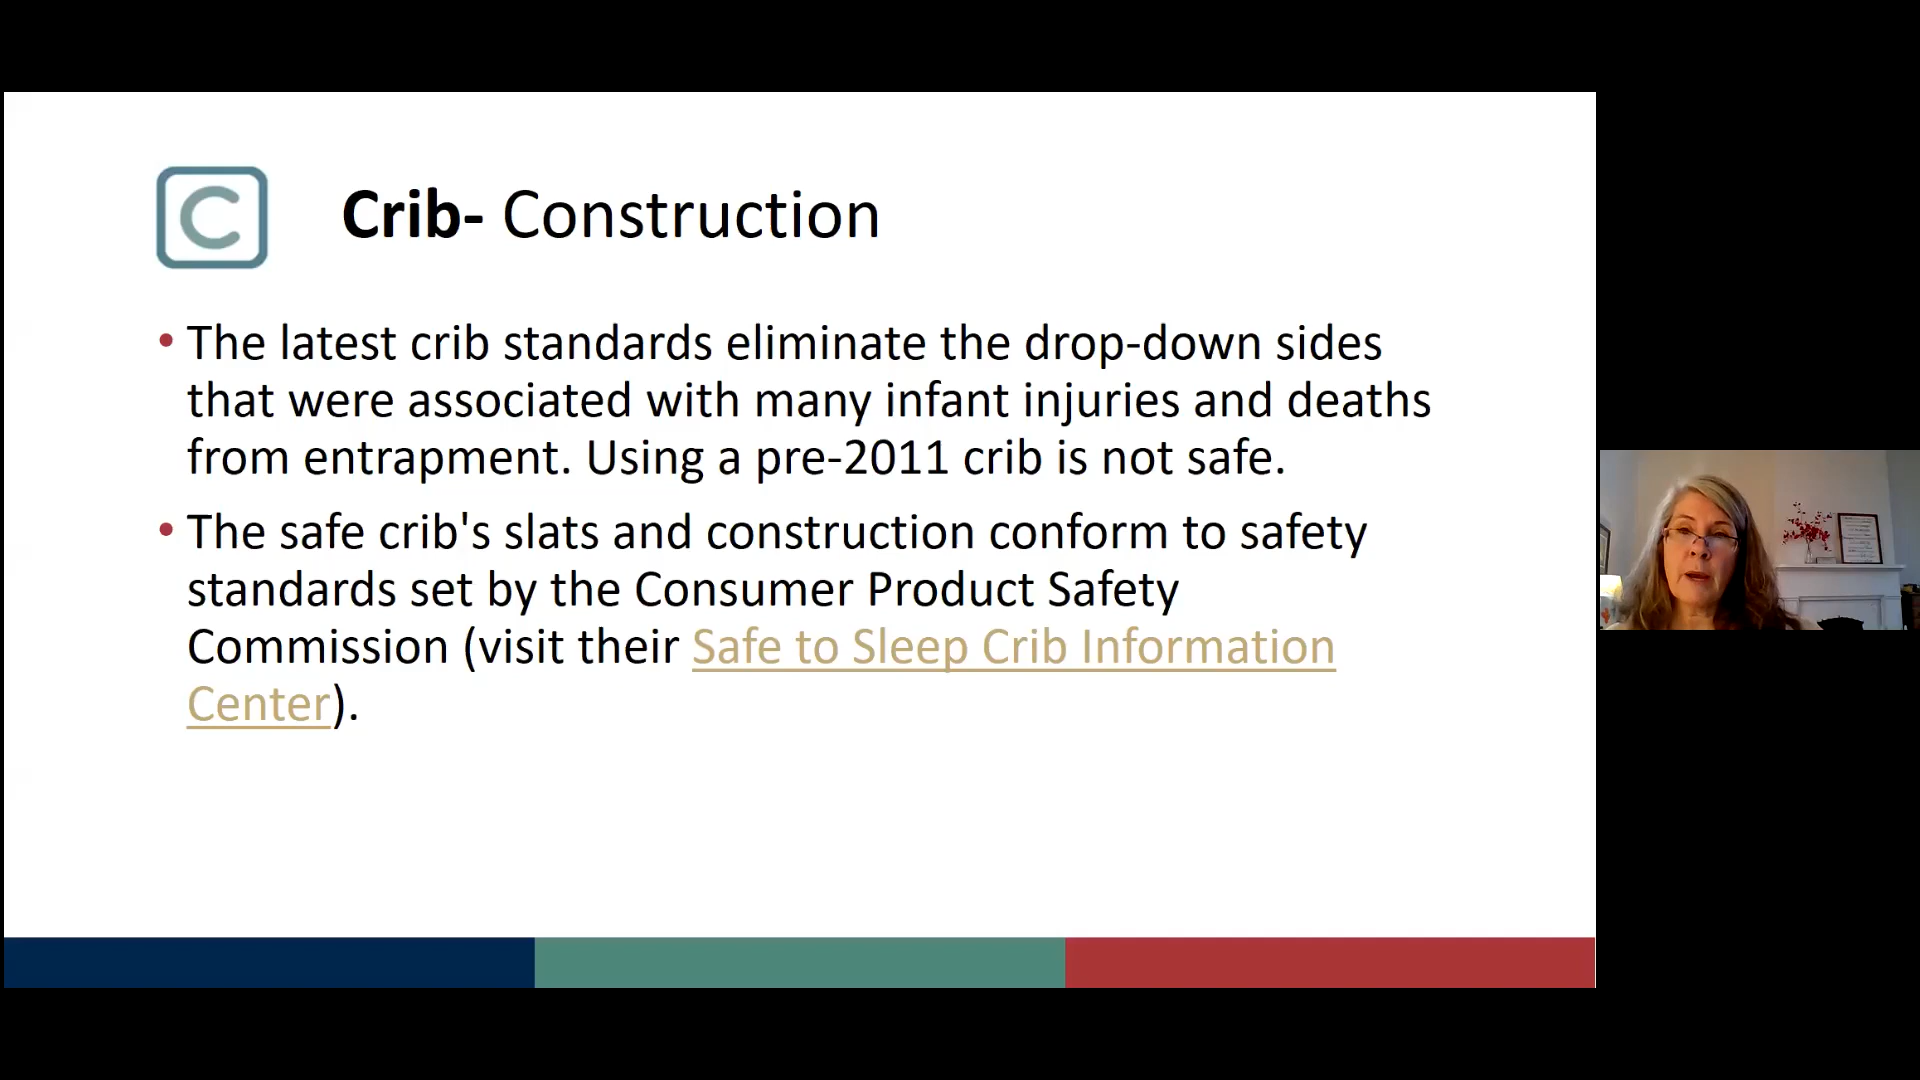 C
Crib- Construction
• The latest crib standards eliminate the drop-down sides
that were associated with many infant injuries and deaths
from entrapment. Using a pre-2011 crib is not safe.
• The safe crib's slats and construction conform to safety
standards set by the Consumer Product Safety
Commission (visit their Safe to Sleep Crib Information
Center).